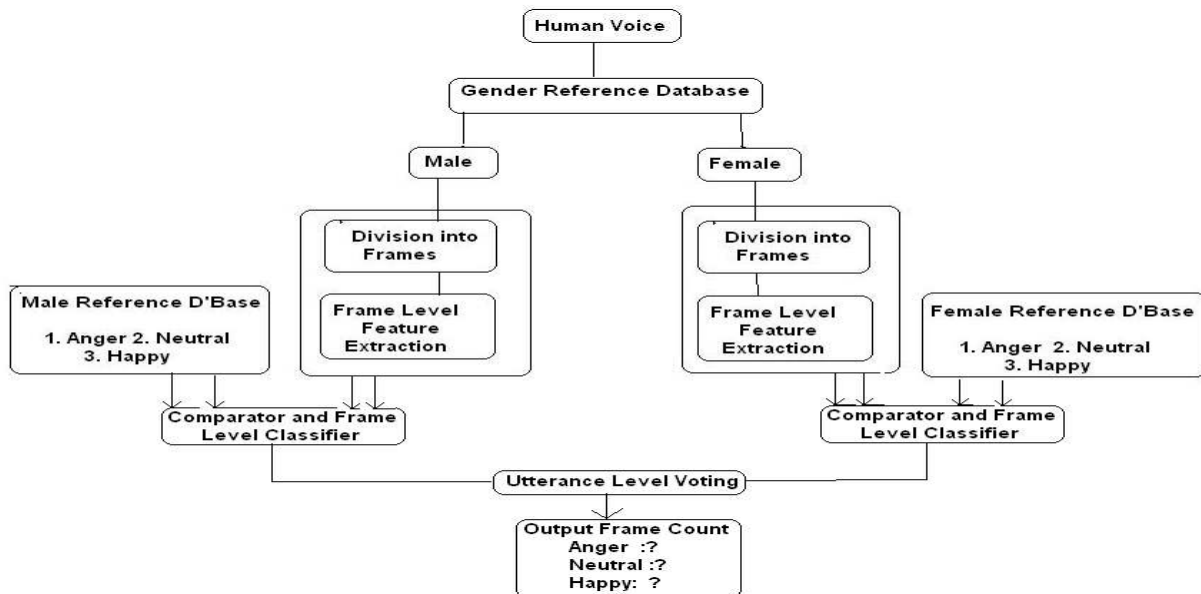 Human Voice
Gender Reference Database
Male
Female
Division into
Frames
Division into
Frames
Male Reference D'Base
1. Anger 2. Neutral
3. Happy
Frame Level
Feature
Extraction
Frame Level
Feature
Extraction
Female Reference D'Base
1. Anger 2. Neutral
3. Happy
Comparator and Frame
Level Classifier
Comparator and Frame
Level Classifier
Utterance Level Voting
Output Frame Count
Anger :?
Neutral :?
Happy: ?